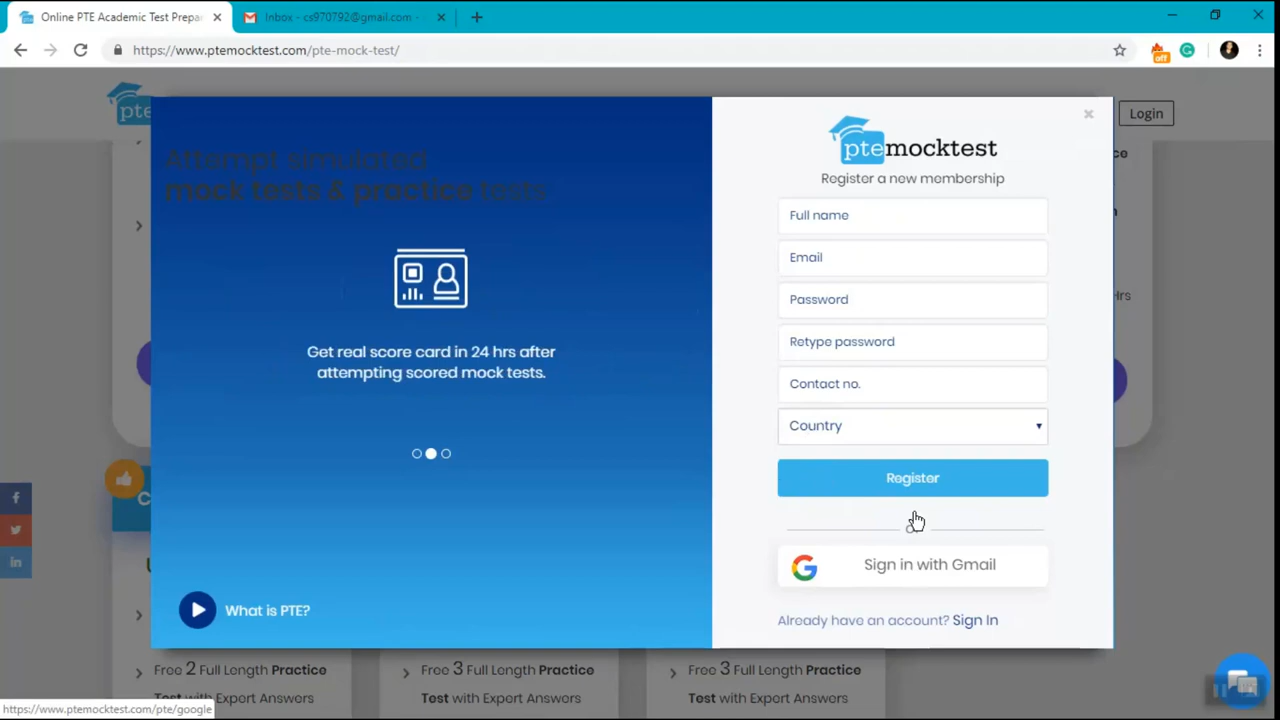 Online PTE Academic Test Prepar
Inbox - cs970792@gmail.com -
https://www.ptemocktest.com/pte-mock-test/
off
pte
Login
Attempt simulated
mock tests & practice tests
Get real score card in 24 hrs after
attempting scored mock tests.
What is PTE?
ptemocktest
Register a new membership
Full name
Email
Password
Retype password
Contact no.
Country
Register
Sign in with Gmail
Already have an account? Sign In
Hrs
Free 2 Full Length Practice
Test with Expert Answers
Free 3 Full Length Practice
Test with Expert Answers
Free 3 Full Length Practice
Test with Expert Answers
https://www.ptemocktest.com/pte/google